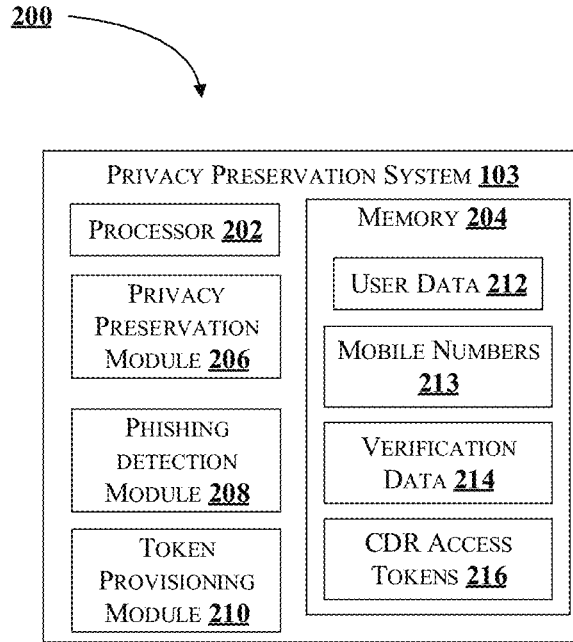 200
PRIVACY PRESERVATION SYSTEM 103
PROCESSOR 202
PRIVACY
PRESERVATION
MODULE 206
PHISHING
DETECTION
MODULE 208
TOKEN
PROVISIONING
MODULE 210
MEMORY 204
USER DATA 212
MOBILE NUMBERS
213
VERIFICATION
DATA 214
CDR ACCESS
TOKENS 216